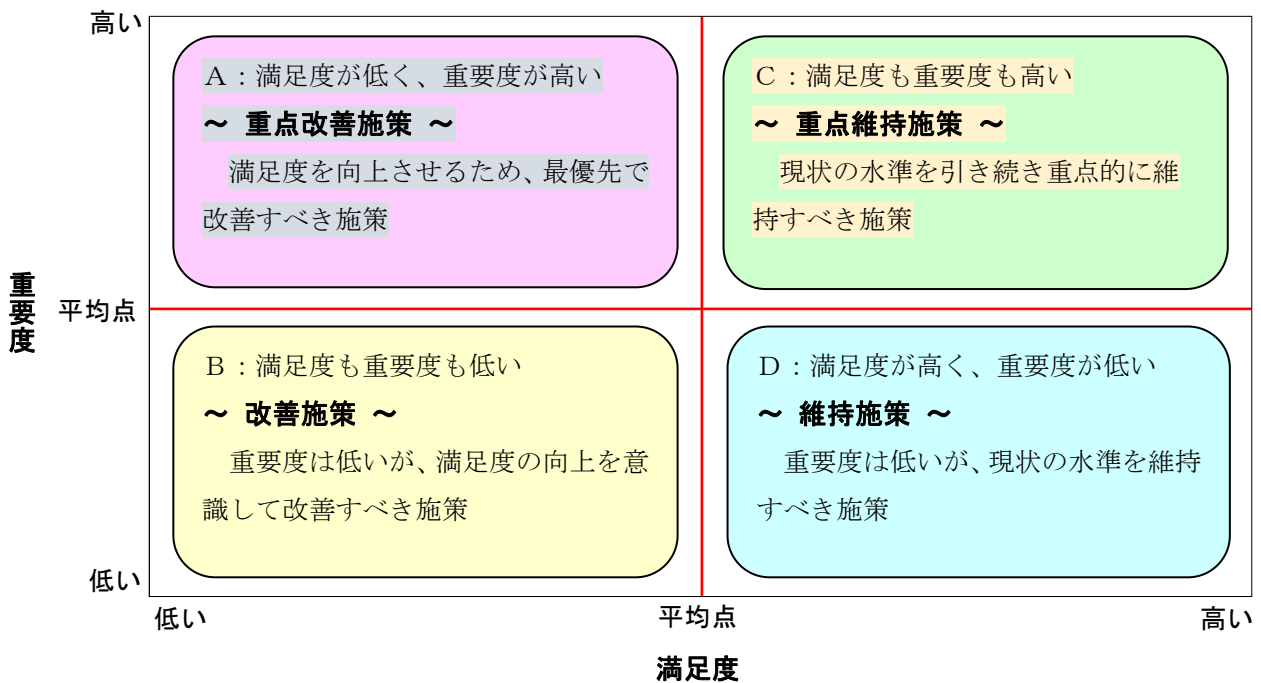 高い
A：満足度が低く、重要度が高い
～ 重点改善施策 ～
満足度を向上させるため、最優先で
改善すべき施策
C：満足度も重要度も高い
～ 重点維持施策 ～
現状の水準を引き続き重点的に維
持すべき施策
重要度
平均点
B：満足度も重要度も低い
～ 改善施策 ～
重要度は低いが、満足度の向上を意
識して改善すべき施策
D：満足度が高く、重要度が低い
～ 維持施策 ～
重要度は低いが、現状の水準を維持
すべき施策
低い
低い
平均点
高い
満足度